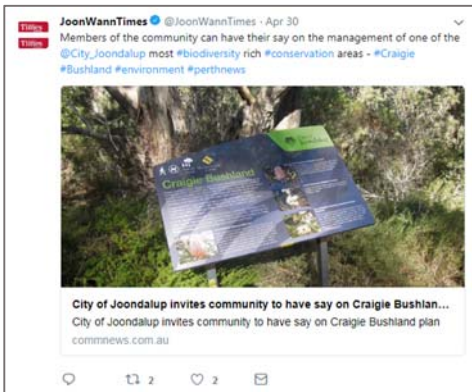 Times
JoonWannTimes @JoonWannTimes · Apr 30
Times
Members of the community can have their say on the management of one of the
@City_Joondalup most #biodiversity rich #conservation areas - #Craigie
#Bushland #environment #perthnews
Craigie Bushland
City of Joondalup invites community to have say on Craigie Bushlan...
City of Joondalup invites community to have say on Craigie Bushland plan
commnews.com.au
2
2